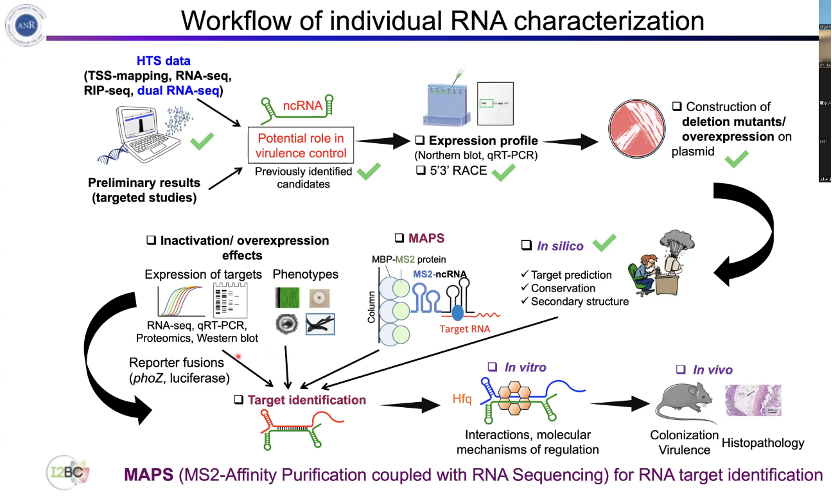 Workflow of individual RNA characterization
ANR
HTS data
(TSS-mapping, RNA-seq,
RIP-seq, dual RNA-seq)
Preliminary results
(targeted studies)
ncRNA
Potential role in
virulence control
Previously identified
candidates
Expression profile
(Northern blot, qRT-PCR)
5'3' RACE
Construction of
deletion mutants/
overexpression on
plasmid
Inactivation/ overexpression
effects
Expression of targets
Phenotypes
RNA-seq, qRT-PCR,
Proteomics, Western blot
Reporter fusions
(phoZ, luciferase)
MAPS
MBP-MS2 protein
MS2-ncRNA
Column
Target RNA
In silico
Target prediction
Conservation
Secondary structure
Target identification
In vitro
Hfq
Interactions, molecular
mechanisms of regulation
In vivo
Colonization
Virulence
Histopathology
I2BC
MAPS (MS2-Affinity Purification coupled with RNA Sequencing) for RNA target identification